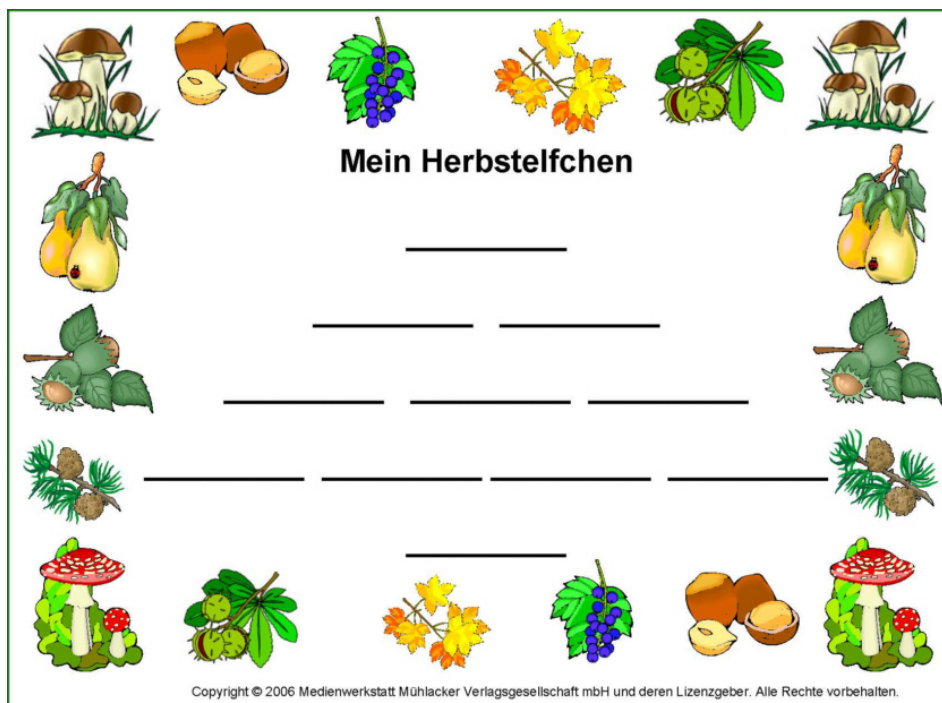 Mein Herbstelfchen
Copyright © 2006 Medienwerkstatt Mühlacker Verlagsgesellschaft mbH und deren Lizenzgeber. Alle Rechte vorbehalten.